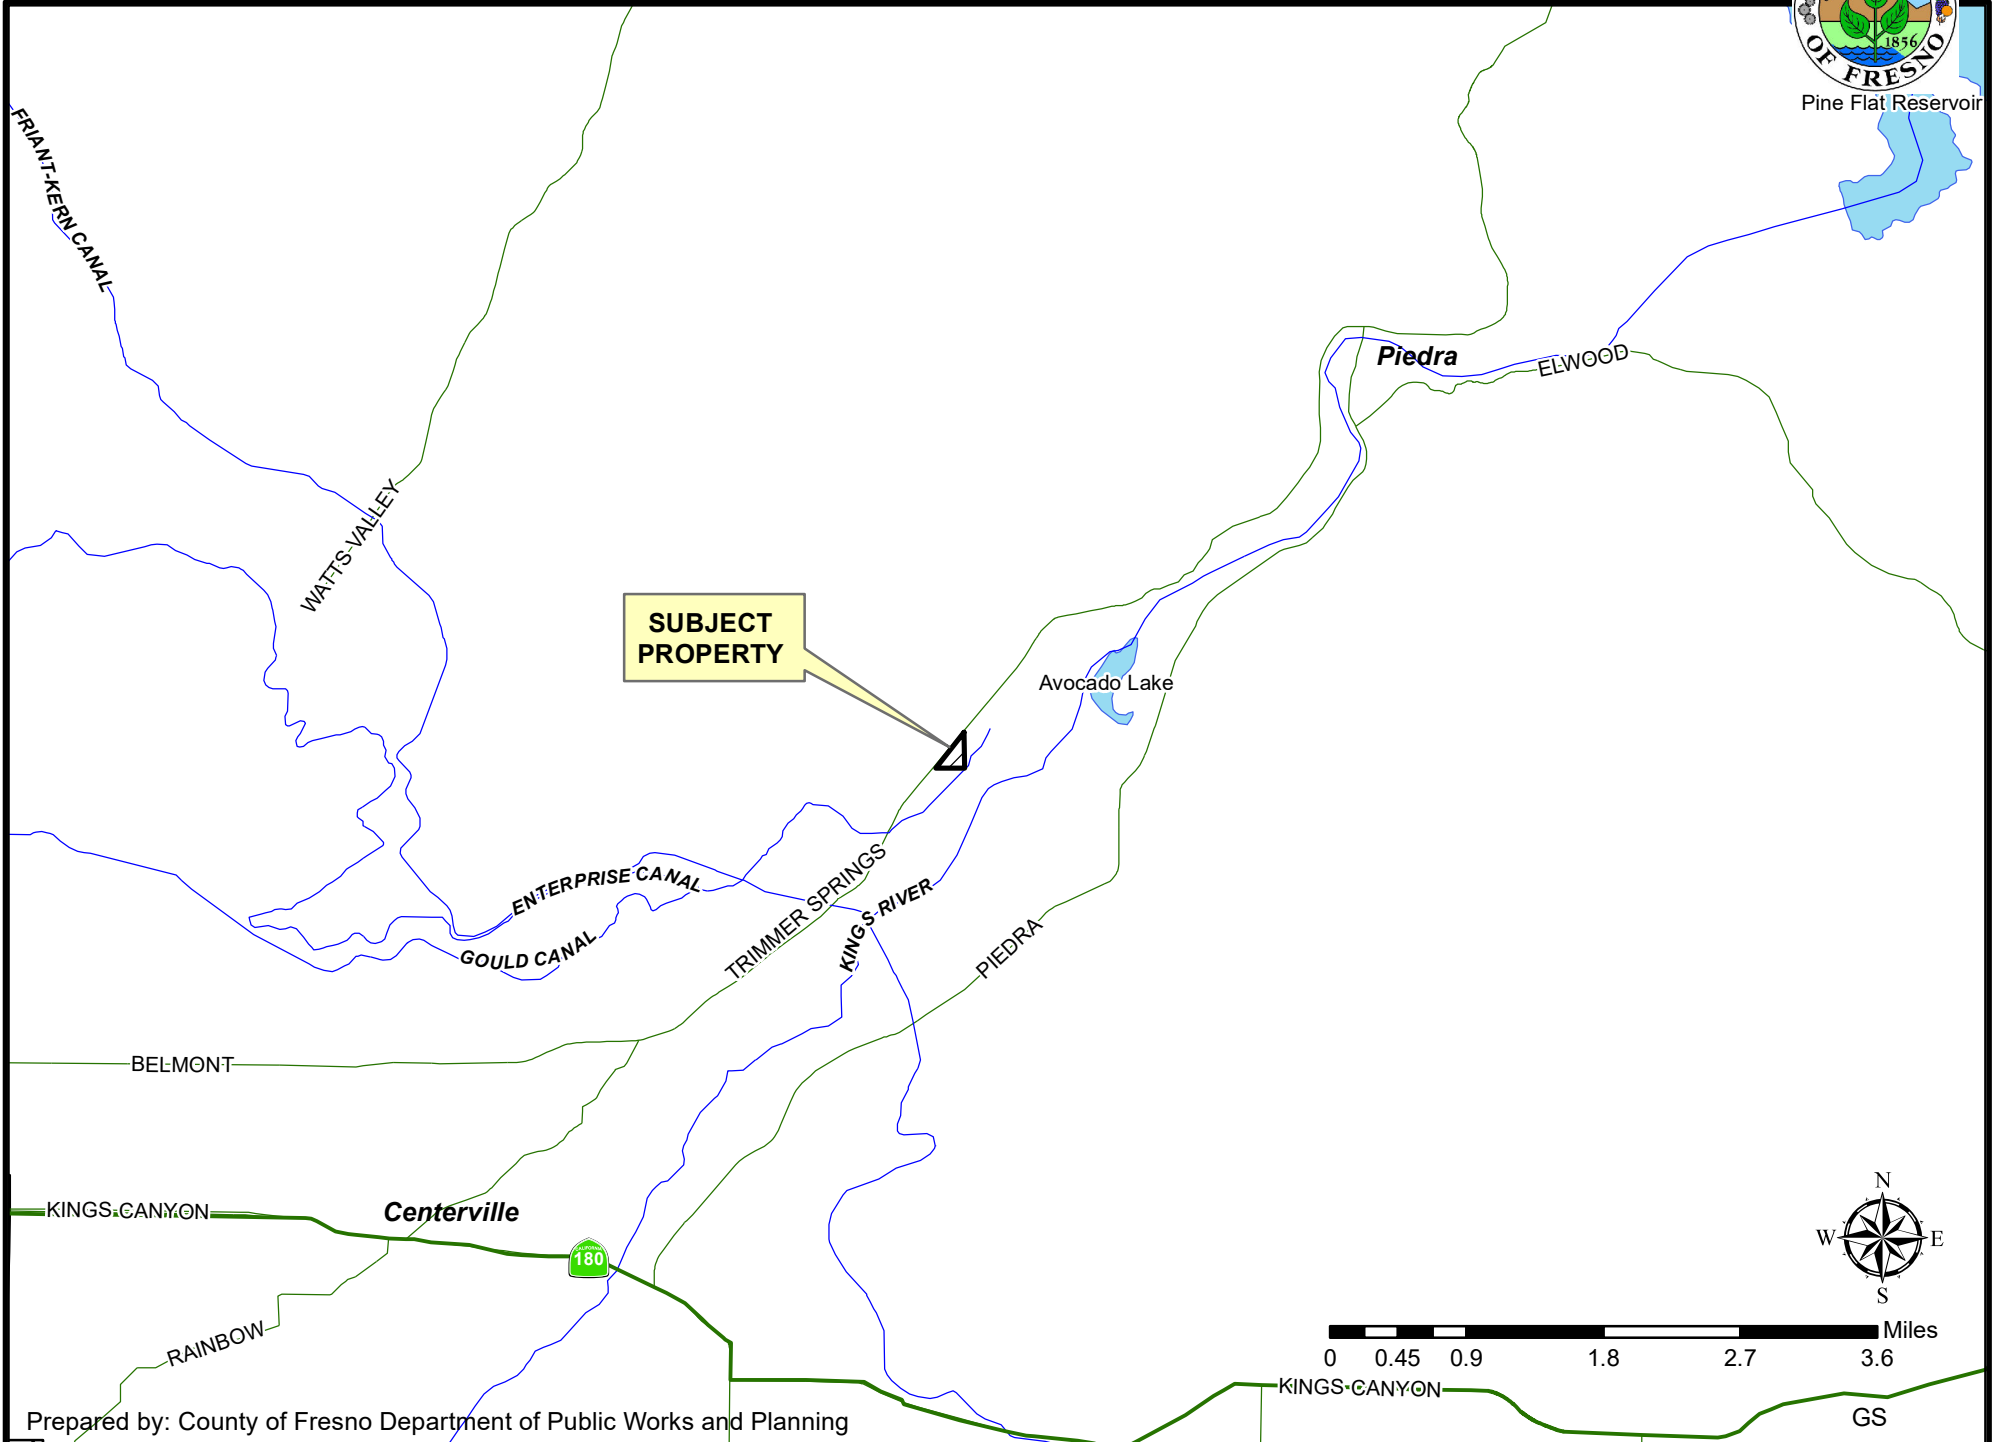 1856
OF FRESNO
Pine Flat Reservoir
FRIANT-KERN CANAL
Piedra
ELWOOD
WATTS VALLEY
SUBJECT
PROPERTY
Avocado Lake
ENTERPRISE CANAL
TRIMMER SPRINGS
KINGS RIVER
GOULD CANAL
PIEDRA
BELMONT
KINGS CANYON
Centerville
CALIFORNIA
180
N
W
E
S
RAINBOW
Miles
0 0.45 0.9 1.8 2.7 3.6
KINGS CANYON
Prepared by: County of Fresno Department of Public Works and Planning
GS